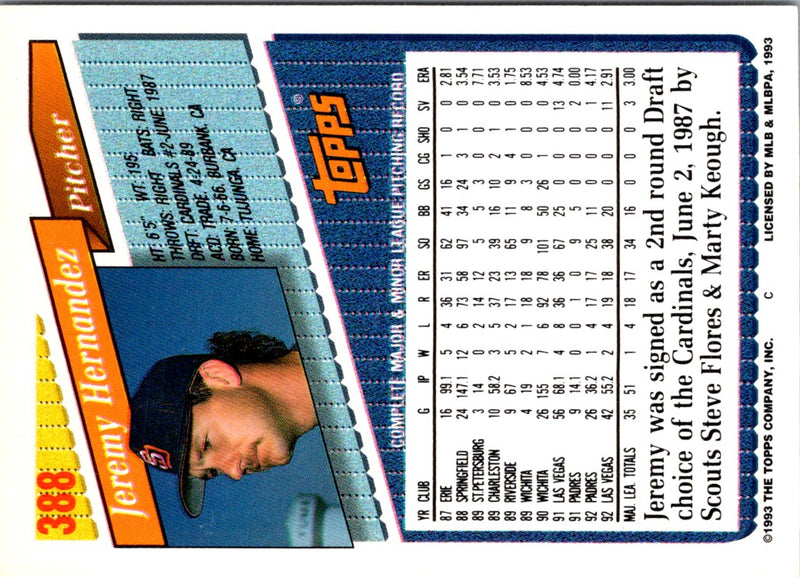 388
Jeremy Hernandez
Pitcher
HT: 6'5" WT: 195 BATS: RIGHT
THROWS: RIGHT
DRAFT: CARDINALS #2-JUNE, 1987
ACQ: TRADE, 4-24-89
BORN: 7-6-66, BURBANK, CA
HOME: TUJUNGA, CA
TOPPS®
COMPLETE MAJOR & MINOR LEAGUE PITCHING RECORD
YR CLUB G IP W L R ER SO BB GS CG SHO SV ERA
87 ERIE 16 99.1 5 4 36 31 62 41 16 1 0 0 2.81
88 SPRINGFIELD 24 147.1 12 6 73 58 97 34 24 3 1 0 3.54
89 ST.PETERSBURG 3 14 0 2 14 12 5 5 3 0 0 0 7.71
89 CHARLESTON 10 58.2 3 5 37 23 39 16 10 2 1 0 3.53
89 RIVERSIDE 9 67 5 2 17 13 65 11 9 4 1 0 1.75
89 WICHITA 4 19 2 1 18 18 9 8 3 0 0 0 8.53
90 WICHITA 26 155 7 6 92 78 101 50 26 1 0 0 4.53
91 LAS VEGAS 56 68.1 4 8 36 36 67 25 0 0 0 13 4.74
91 PADRES 9 14.1 0 0 1 0 9 5 0 0 0 2 0.00
92 PADRES 26 36.2 1 4 17 17 25 11 0 0 0 1 4.17
92 LAS VEGAS 42 55.2 2 4 19 18 38 20 0 0 0 11 2.91
MAJ. LEA. TOTALS 35 51 1 4 18 17 34 16 0 0 0 3 3.00
Jeremy was signed as a 2nd round Draft
choice of the Cardinals, June 2, 1987 by
Scouts Steve Flores & Marty Keough.
©1993 THE TOPPS COMPANY, INC. C LICENSED BY MLB & MLBPA, 1993